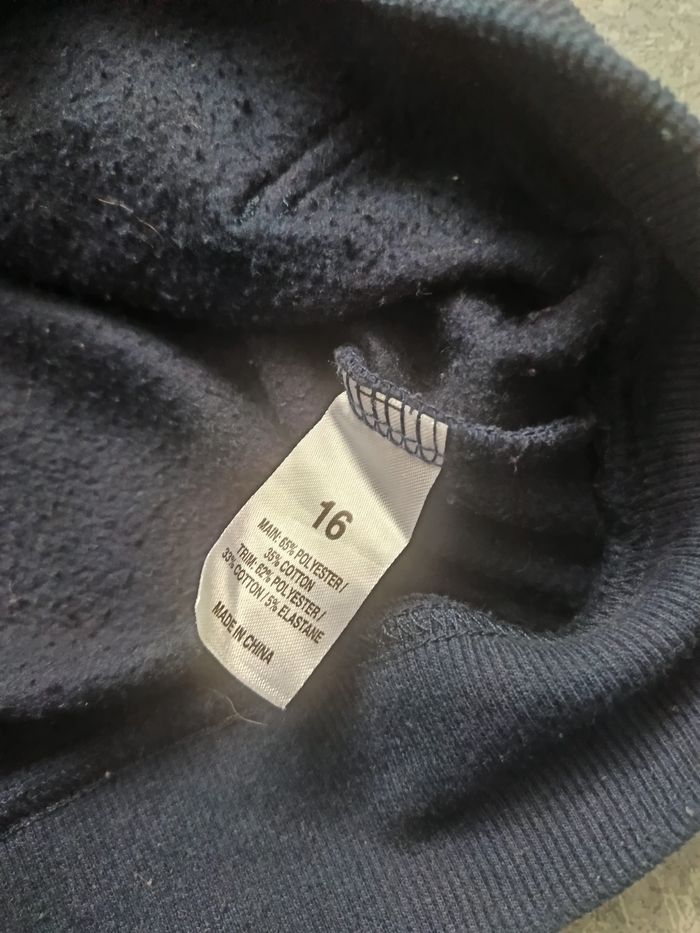 16
MAIN: 65% POLYESTER/
35% COTTON
TRIM: 62% POLYESTER/
33% COTTON/5% ELASTANE
MADE IN CHINA